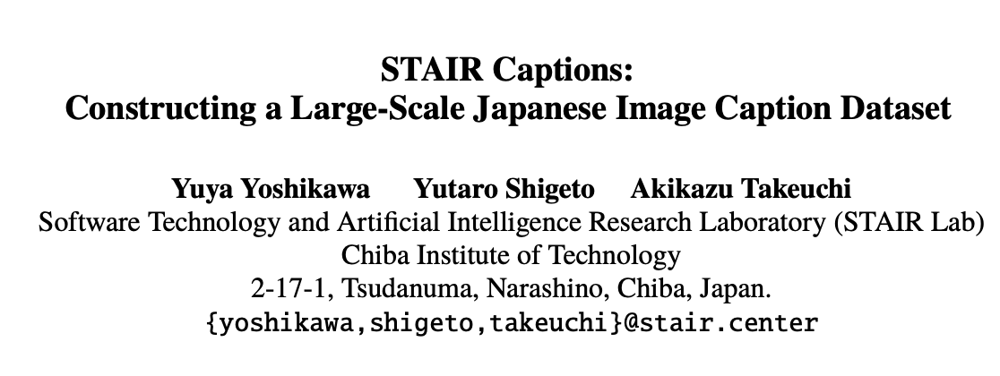 STAIR Captions:
Constructing a Large-Scale Japanese Image Caption Dataset
Yuya Yoshikawa Yutaro Shigeto Akikazu Takeuchi
Software Technology and Artificial Intelligence Research Laboratory (STAIR Lab)
Chiba Institute of Technology
2-17-1, Tsudanuma, Narashino, Chiba, Japan.
{yoshikawa,shigeto,takeuchi}@stair.center